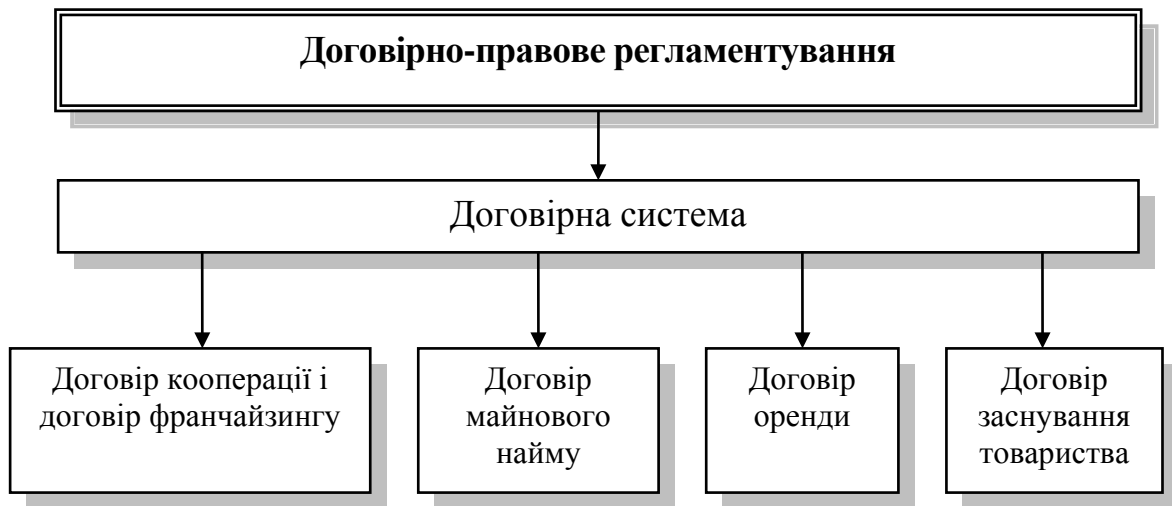 Договірно-правове регламентування
Договірна система
Договір кооперації і
договір франчайзингу
Договір
майнового
найму
Договір
оренди
Договір
заснування
товариства